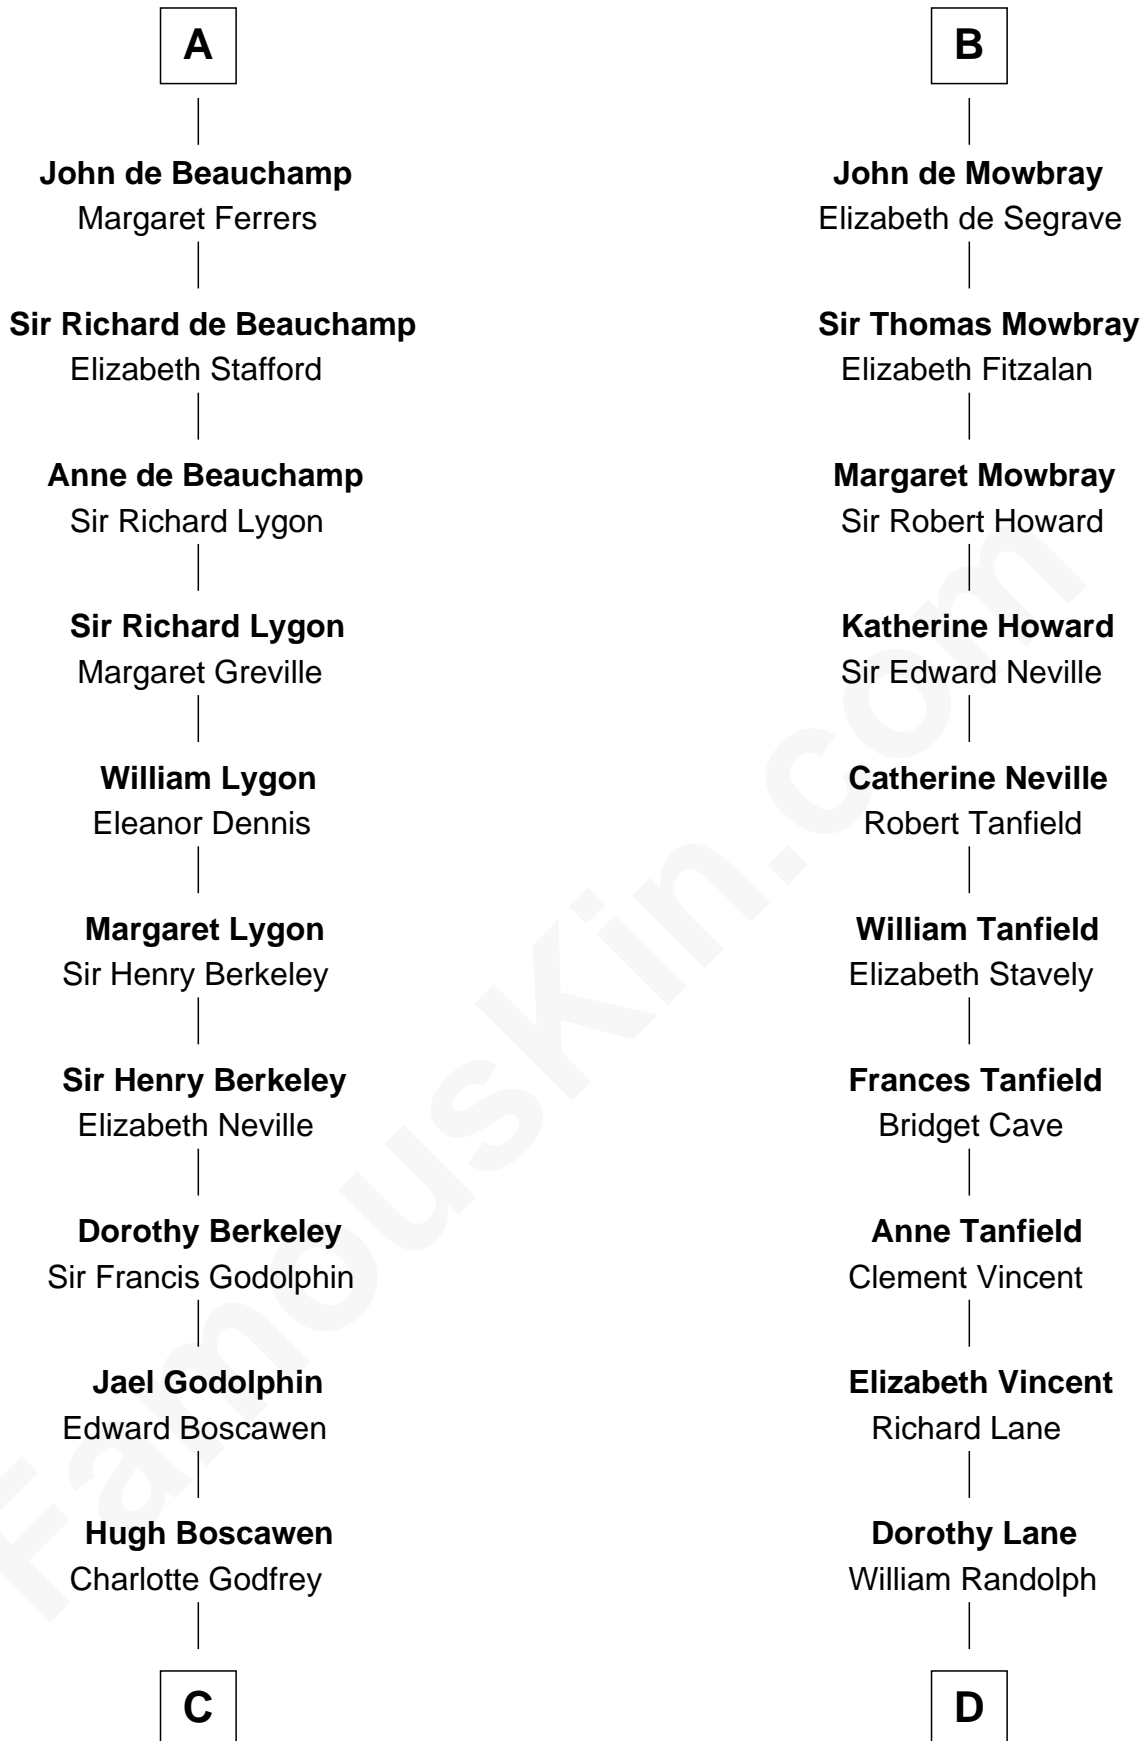 A
John de Beauchamp
Margaret Ferrers
Sir Richard de Beauchamp
Elizabeth Stafford
Anne de Beauchamp
Sir Richard Lygon
Sir Richard Lygon
Margaret Greville
William Lygon
Eleanor Dennis
Margaret Lygon
Sir Henry Berkeley
Sir Henry Berkeley
Elizabeth Neville
Dorothy Berkeley
Sir Francis Godolphin
Jael Godolphin
Edward Boscawen
Hugh Boscawen
Charlotte Godfrey
C
B
John de Mowbray
Elizabeth de Segrave
Sir Thomas Mowbray
Elizabeth Fitzalan
Margaret Mowbray
Sir Robert Howard
Katherine Howard
Sir Edward Neville
Catherine Neville
Robert Tanfield
William Tanfield
Elizabeth Stavely
Frances Tanfield
Bridget Cave
Anne Tanfield
Clement Vincent
Elizabeth Vincent
Richard Lane
Dorothy Lane
William Randolph
D
FamousKin.com